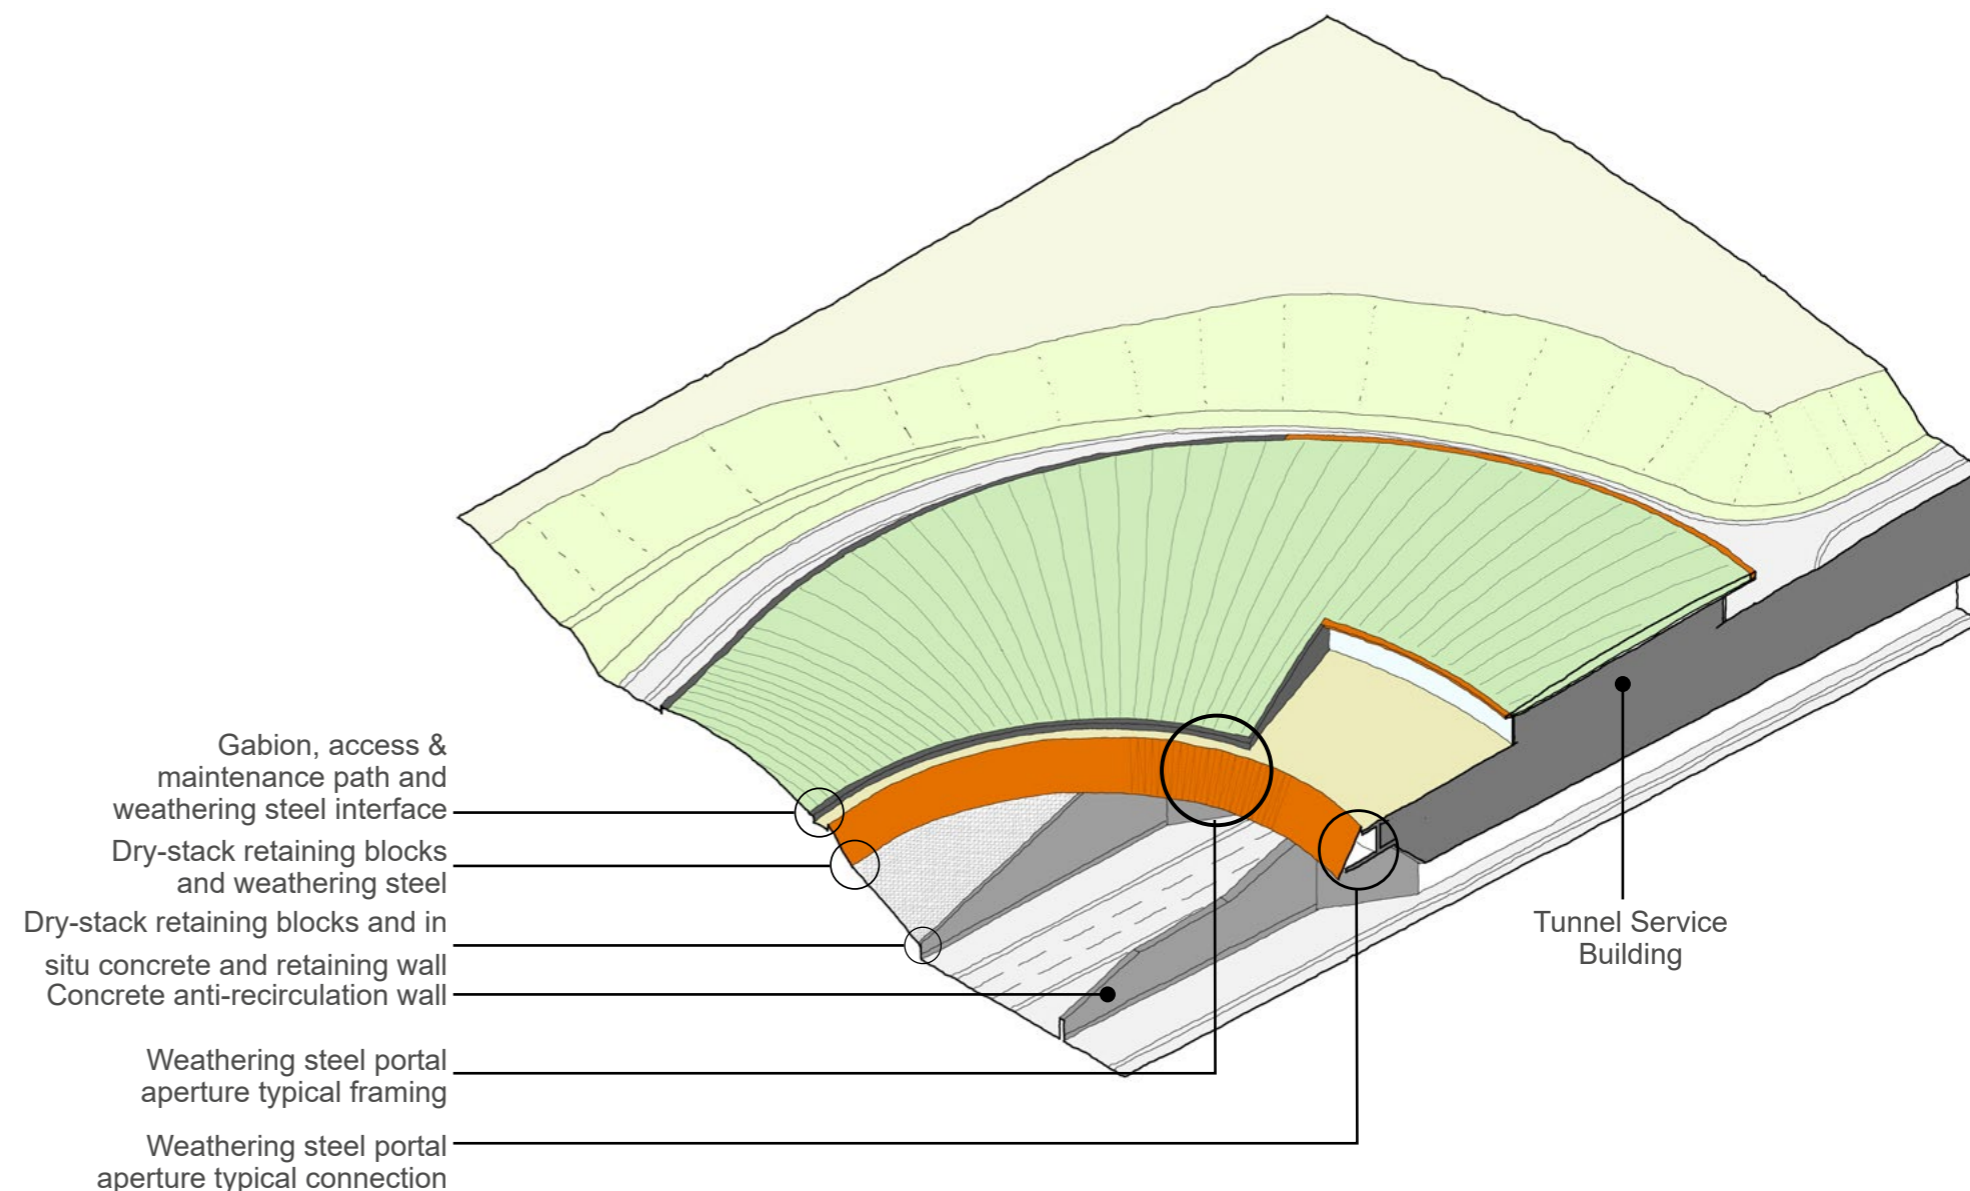 Gabion, access &
maintenance path and
weathering steel interface
Dry-stack retaining blocks
and weathering steel
Dry-stack retaining blocks and in
situ concrete and retaining wall
Concrete anti-recirculation wall
Weathering steel portal
aperture typical framing
Weathering steel portal
aperture typical connection
Tunnel Service
Building